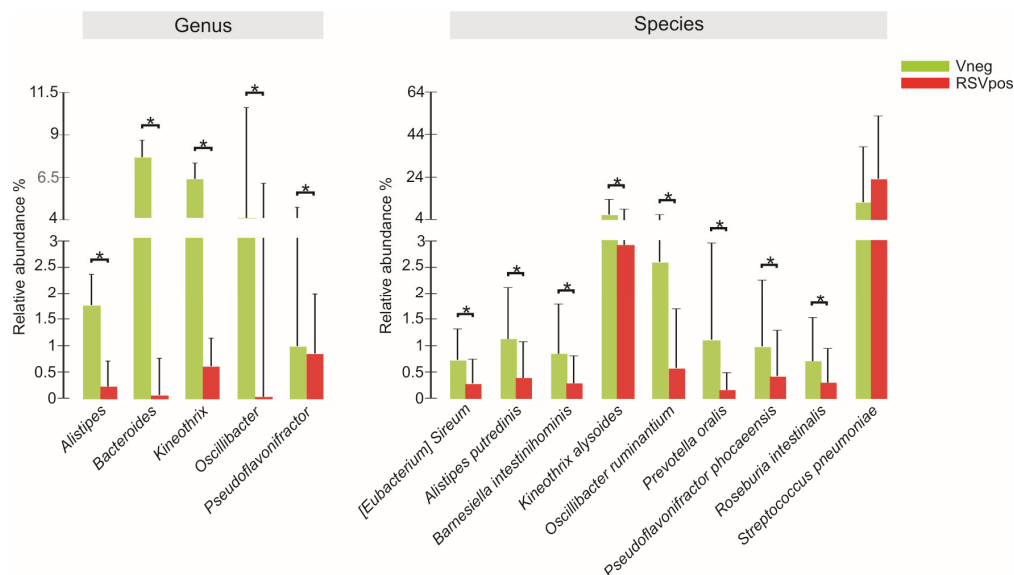 Genus
Species
Vneg
RSVpos
Relative abundance %
11.5
9
6.5
4
3
2.5
2
1.5
1
0.5
0
*
*
*
*
*
Alistipes
Bacteroides
Kineothrix
Oscillibacter
Pseudoflavonifractor
Relative abundance %
64
44
24
4
3
2.5
2
1.5
1
0.5
0
*
*
*
*
*
*
*
*
[Eubacterium] Sireum
Alistipes putredinis
Barnesiella intestinihominis
Kineothrix alysoides
Oscillibacter ruminantium
Prevotella oralis
Pseudoflavonifractor phocaeensis
Roseburia intestinalis
Streptococcus pneumoniae